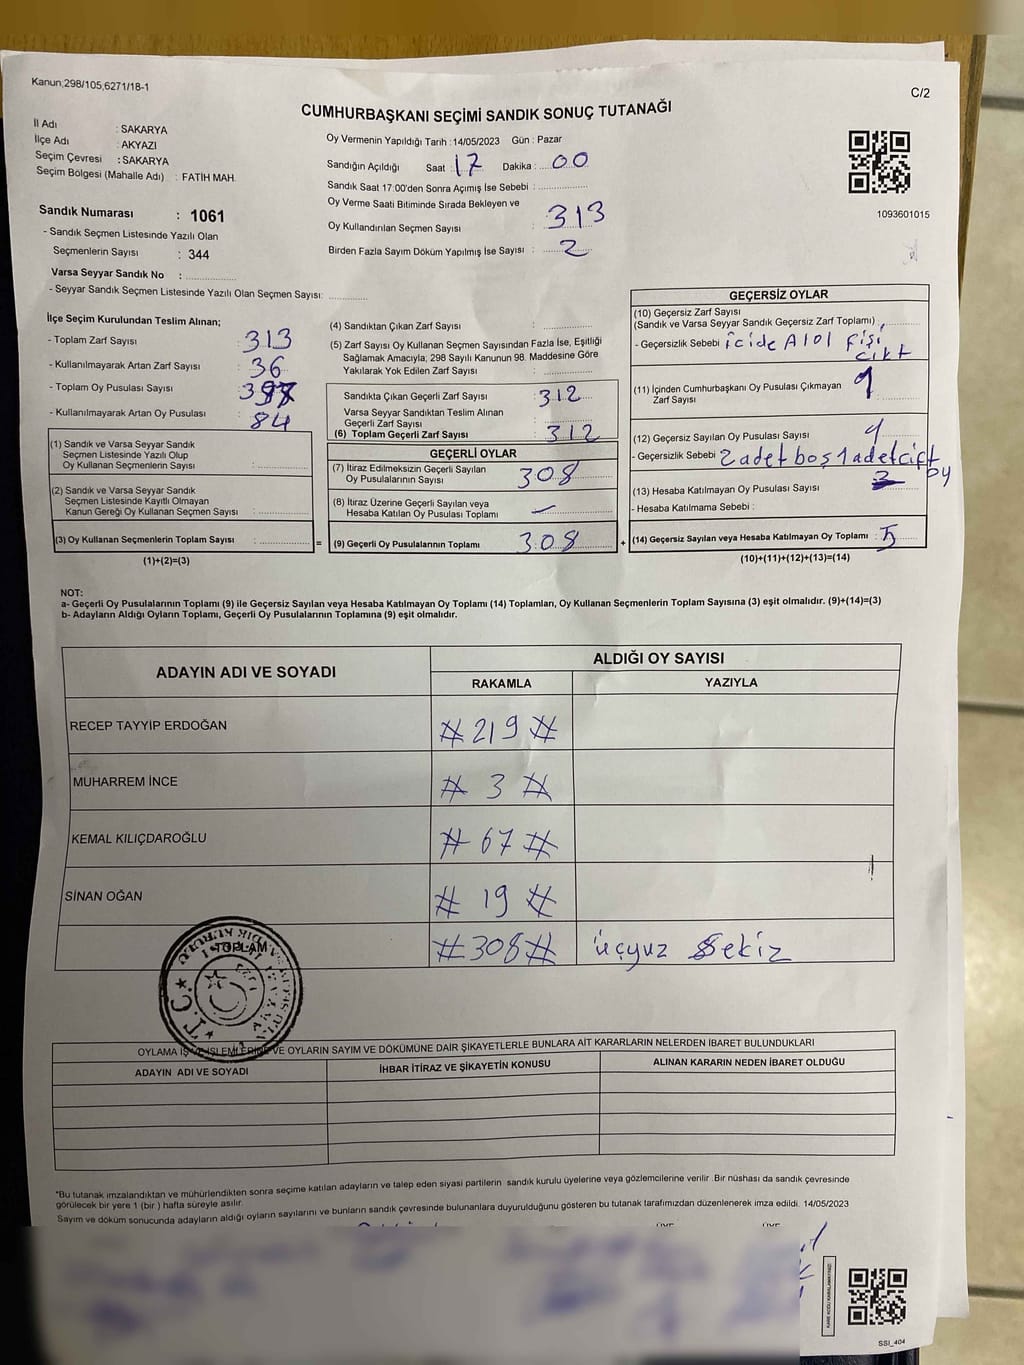 Kanun;298/105,6271/18-1
C/2
CUMHURBAŞKANI SEÇİMİ SANDIK SONUÇ TUTANAĞI
İl Adı : SAKARYA
İlçe Adı : AKYAZI
Seçim Çevresi : SAKARYA
Seçim Bölgesi (Mahalle Adı) : FATİH MAH.
Sandık Numarası : 1061
- Sandık Seçmen Listesinde Yazılı Olan
Seçmenlerin Sayısı : 344
Varsa Seyyar Sandık No :
- Seyyar Sandık Seçmen Listesinde Yazılı Olan Seçmen Sayısı:
Oy Vermenin Yapıldığı Tarih :14/05/2023 Gün : Pazar
Sandığın Açıldığı Saat : 17 Dakika : 00
Sandık Saat 17:00'den Sonra Açımış İse Sebebi :
Oy Verme Saati Bitiminde Sırada Bekleyen ve
Oy Kullandırılan Seçmen Sayısı : 313
Birden Fazla Sayım Döküm Yapılmış İse Sayısı : 2
1093601015
İlçe Seçim Kurulundan Teslim Alınan;
- Toplam Zarf Sayısı : 313
- Kullanılmayarak Artan Zarf Sayısı : 36
- Toplam Oy Pusulası Sayısı :
- Kullanılmayarak Artan Oy Pusulası : 84
(1) Sandık ve Varsa Seyyar Sandık
Seçmen Listesinde Yazılı Olup
Oy Kullanan Seçmenlerin Sayısı :
(2) Sandık ve Varsa Seyyar Sandık
Seçmen Listesinde Kayıtlı Olmayan
Kanun Gereği Oy Kullanan Seçmen Sayısı :
(3) Oy Kullanan Seçmenlerin Toplam Sayısı : =
(1)+(2)=(3)
(4) Sandıktan Çıkan Zarf Sayısı :
(5) Zarf Sayısı Oy Kullanan Seçmen Sayısından Fazla İse, Eşitliği
Sağlamak Amacıyla; 298 Sayılı Kanunun 98. Maddesine Göre
Yakılarak Yok Edilen Zarf Sayısı :
Sandıkta Çıkan Geçerli Zarf Sayısı : 312
Varsa Seyyar Sandıktan Teslim Alınan
Geçerli Zarf Sayısı :
(6) Toplam Geçerli Zarf Sayısı : 312
GEÇERLİ OYLAR
(7) İtiraz Edilmeksizin Geçerli Sayılan
Oy Pusulalarının Sayısı : 308
(8) İtiraz Üzerine Geçerli Sayılan veya
Hesaba Katılan Oy Pusulası Toplamı : –
(9) Geçerli Oy Pusulalarının Toplamı : 308 +
GEÇERSİZ OYLAR
(10) Geçersiz Zarf Sayısı
(Sandık ve Varsa Seyyar Sandık Geçersiz Zarf Toplamı) :
- Geçersizlik Sebebi : içide A101 fişi
çıktı
(11) İçinden Cumhurbaşkanı Oy Pusulası Çıkmayan
Zarf Sayısı :
(12) Geçersiz Sayılan Oy Pusulası Sayısı :
- Geçersizlik Sebebi : 2 adet boş 1 adet çift
oy
(13) Hesaba Katılmayan Oy Pusulası Sayısı :
- Hesaba Katılmama Sebebi :
(14) Geçersiz Sayılan veya Hesaba Katılmayan Oy Toplamı : 5
(10)+(11)+(12)+(13)=(14)
NOT:
a- Geçerli Oy Pusulalarının Toplamı (9) ile Geçersiz Sayılan veya Hesaba Katılmayan Oy Toplamı (14) Toplamları, Oy Kullanan Seçmenlerin Toplam Sayısına (3) eşit olmalıdır. (9)+(14)=(3)
b- Adayların Aldığı Oyların Toplamı, Geçerli Oy Pusulalarının Toplamına (9) eşit olmalıdır.
ADAYIN ADI VE SOYADI ALDIĞI OY SAYISI
RAKAMLA YAZIYLA
RECEP TAYYİP ERDOĞAN # 219 #
MUHARREM İNCE # 3 #
KEMAL KILIÇDAROĞLU # 67 #
SİNAN OĞAN # 19 #
TOPLAM #308# üçyuz Sekiz
T.C.
OYLAMA İŞ VE İŞLEMLERİNE VE OYLARIN SAYIM VE DÖKÜMÜNE DAİR ŞİKAYETLERLE BUNLARA AİT KARARLARIN NELERDEN İBARET BULUNDUKLARI
ADAYIN ADI VE SOYADI İHBAR İTİRAZ VE ŞİKAYETİN KONUSU ALINAN KARARIN NEDEN İBARET OLDUĞU
*Bu tutanak imzalandıktan ve mühürlendikten sonra seçime katılan adayların ve talep eden siyasi partilerin sandık kurulu üyelerine veya gözlemcilerine verilir .Bir nüshası da sandık çevresinde
görülecek bir yere 1 (bir ) hafta süreyle asılır.
Sayım ve döküm sonucunda adayların aldığı oyların sayılarını ve bunların sandık çevresinde bulunanlara duyurulduğunu gösteren bu tutanak tarafımızdan düzenlenerek imza edildi. 14/05/2023
SSI_404